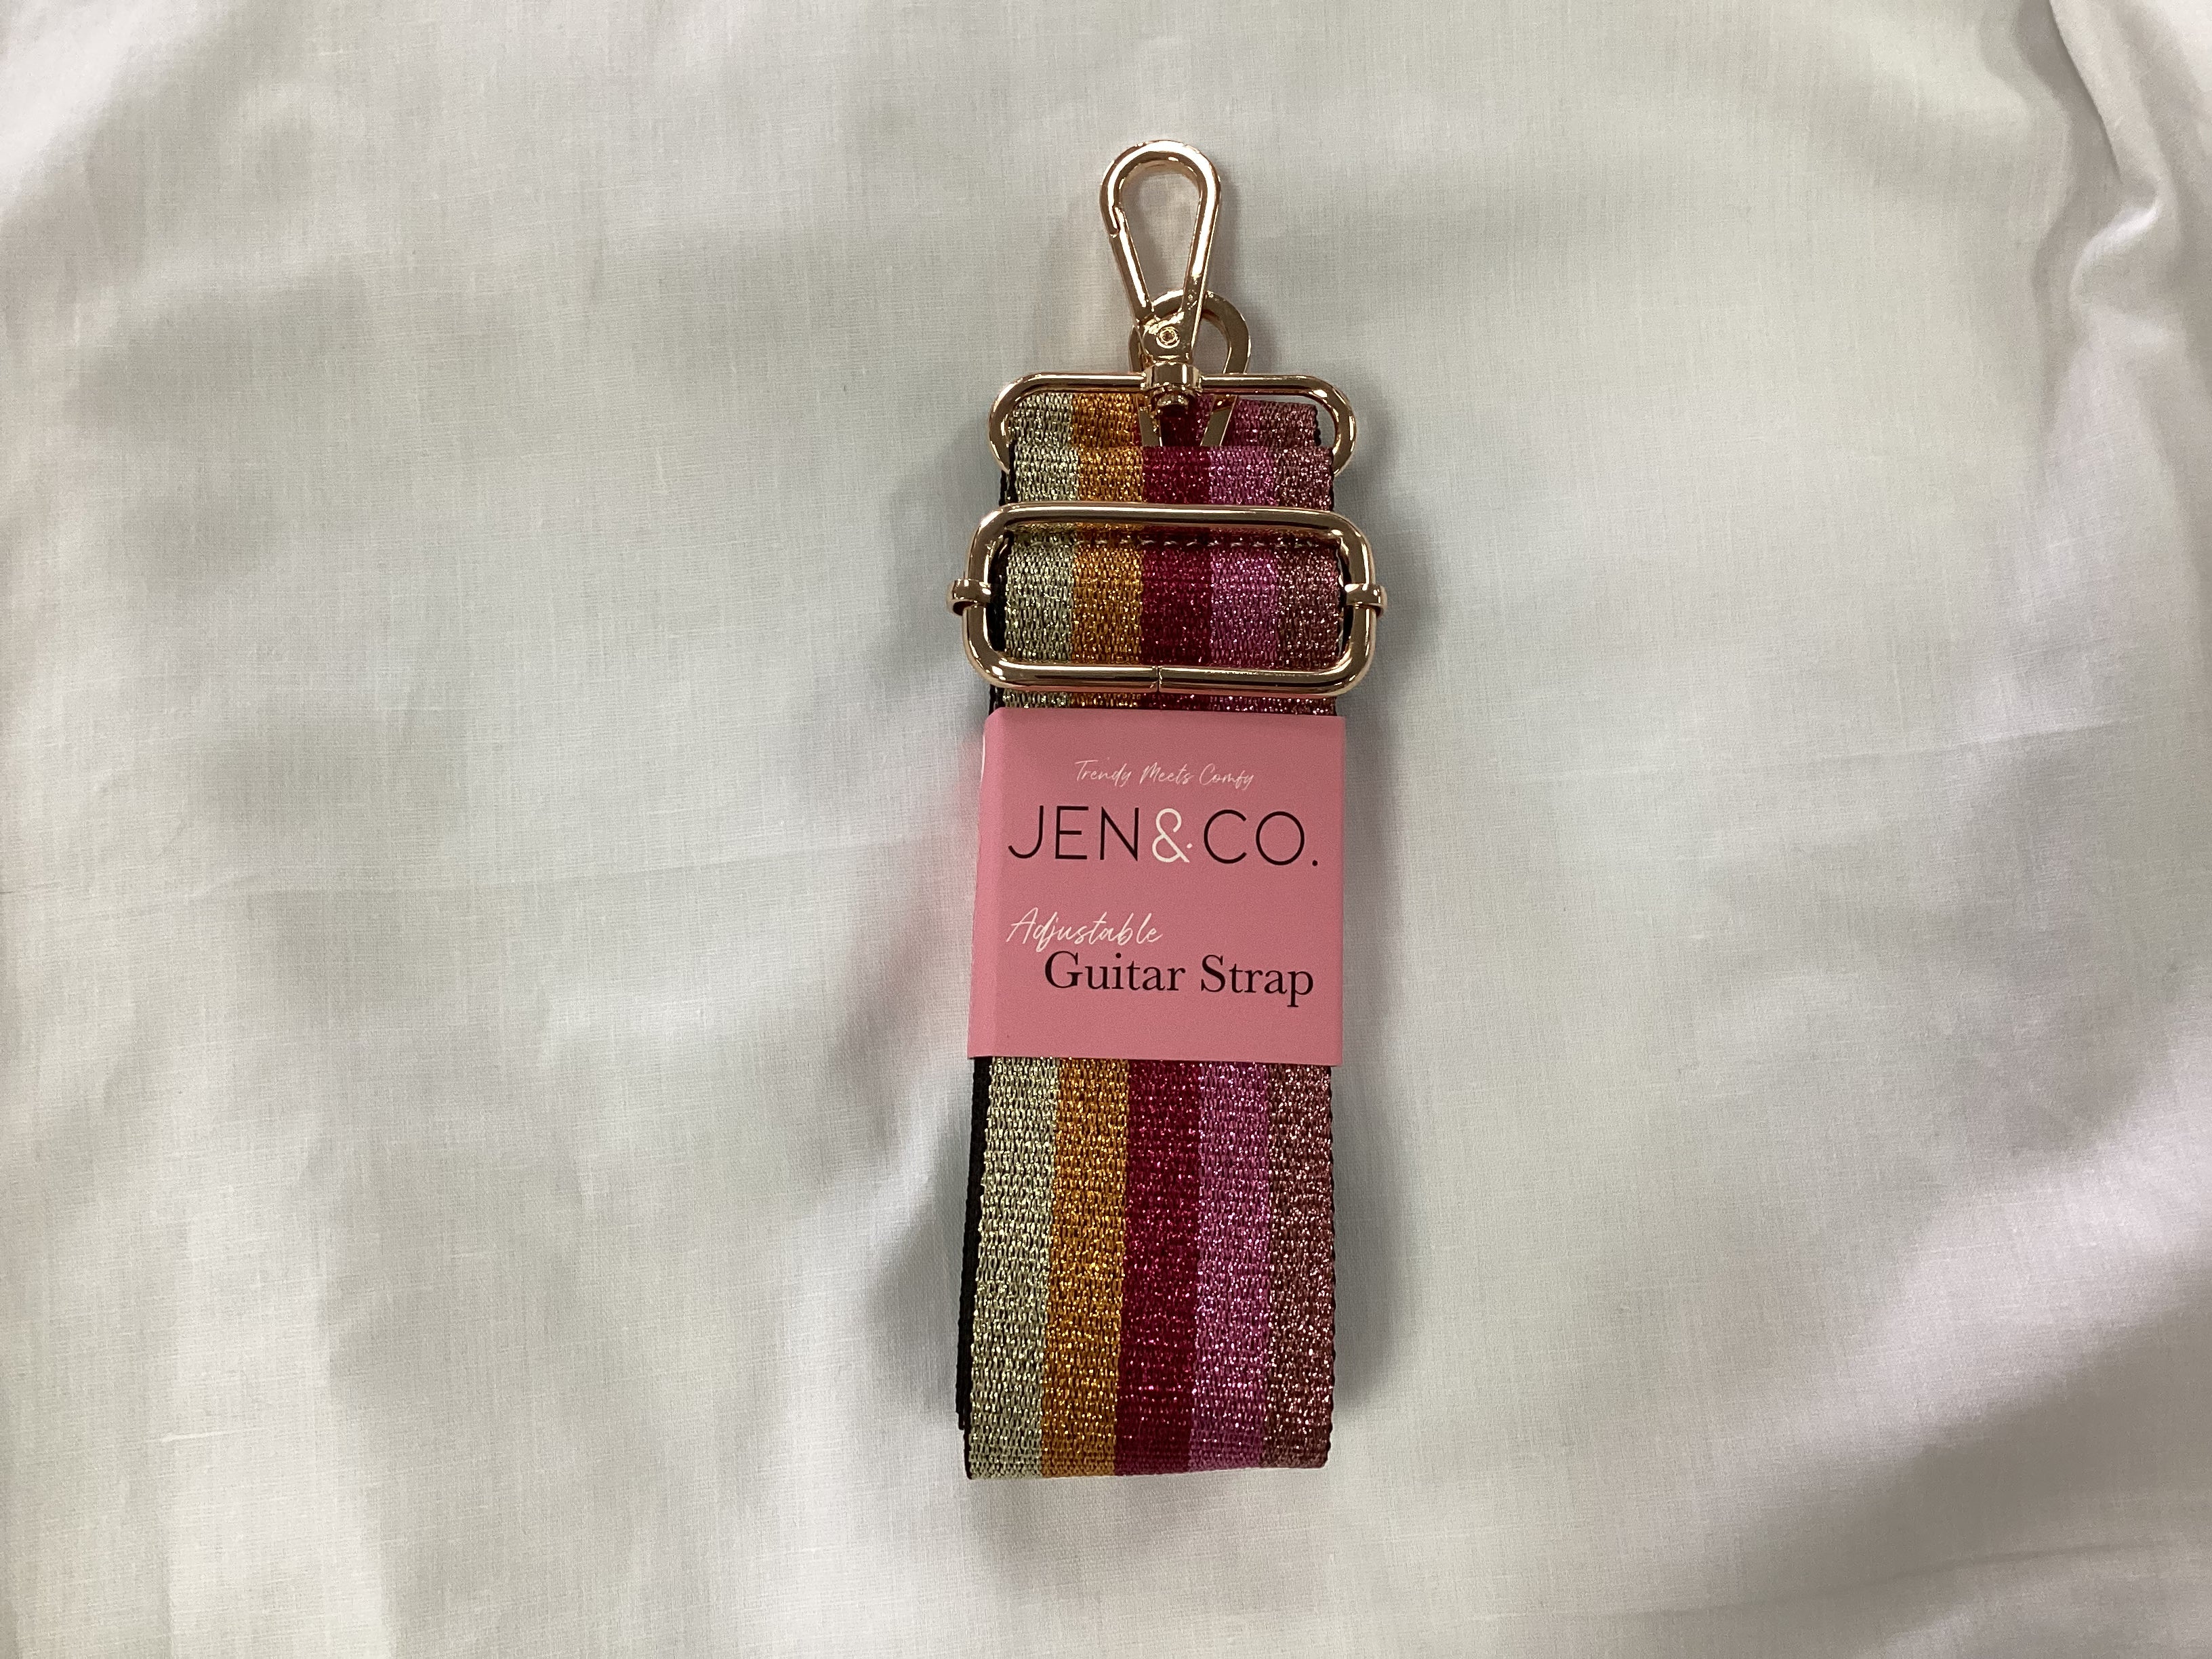 Trendy Meets Comfy
JEN&CO.
Adjustable
Guitar Strap